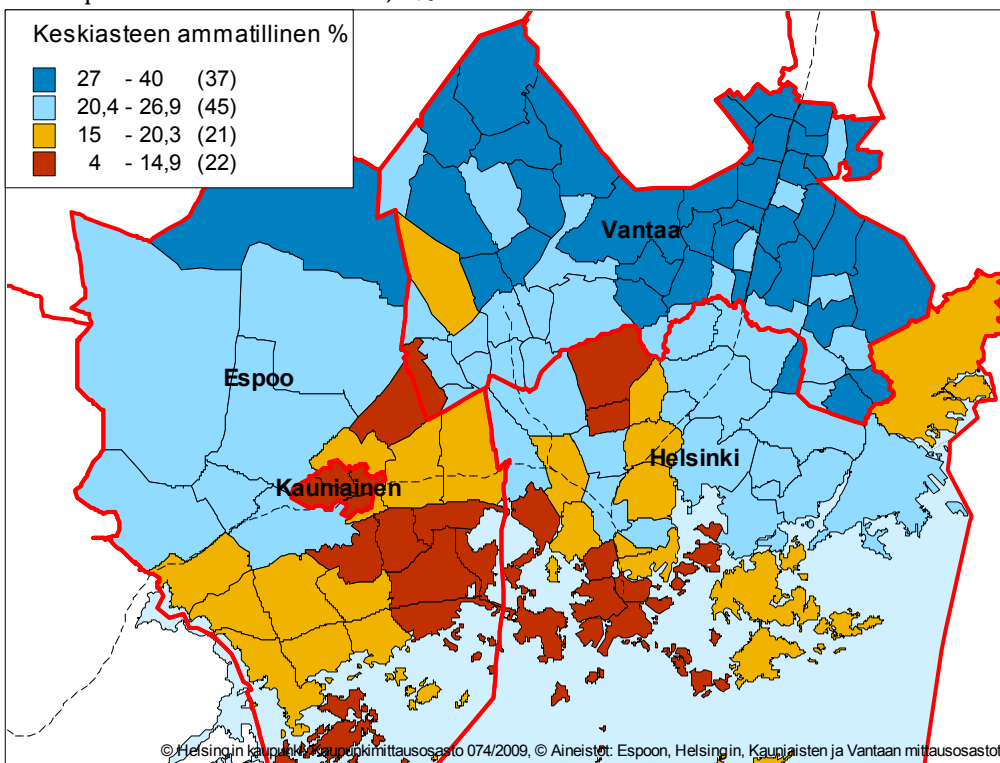 Keskiasteen ammatillinen %
27 - 40 (37)
20,4 - 26,9 (45)
15 - 20,3 (21)
4 - 14,9 (22)
Vantaa
Espoo
Helsinki
Kauniainen
© Helsingin kaupunki, Kaupunkimittausosasto 074/2009, © Aineistot: Espoon, Helsingin, Kauniaisten ja Vantaan mittausosastot